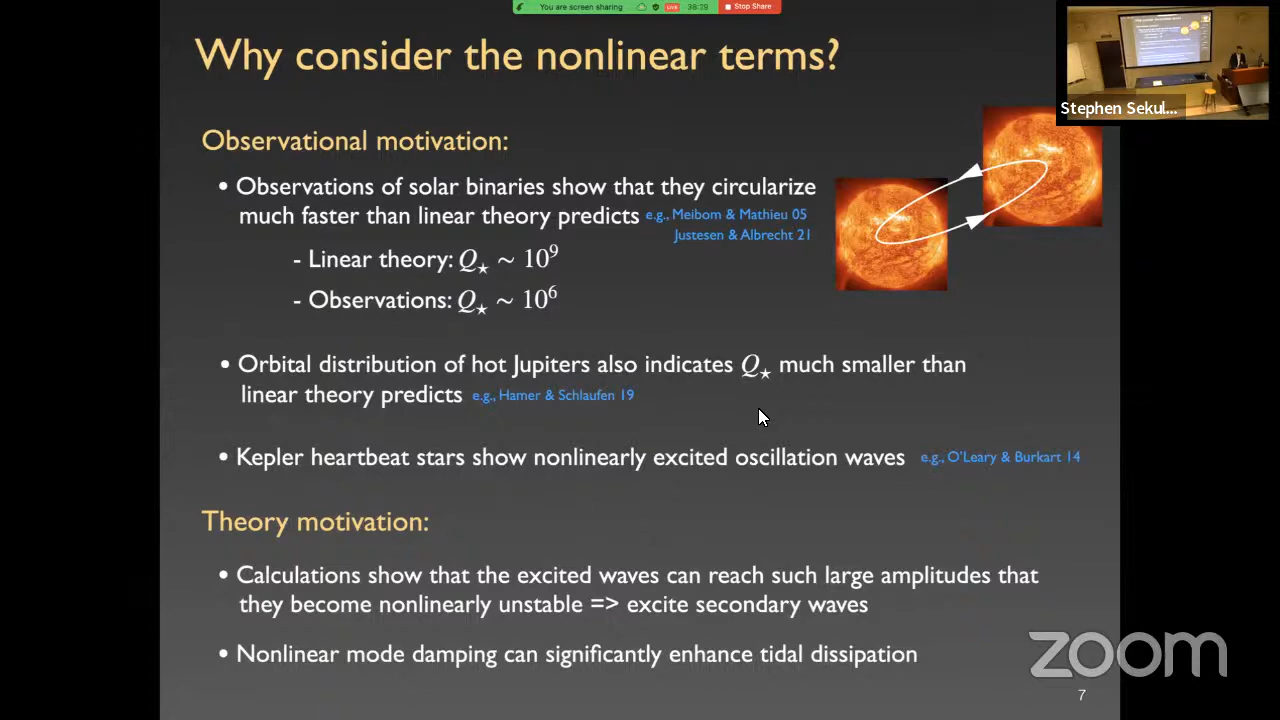 You are screen sharing LIVE 38:29 Stop Share
Stephen Sekul...
Why consider the nonlinear terms?
Observational motivation:
• Observations of solar binaries show that they circularize
much faster than linear theory predicts e.g., Meibom & Mathieu 05
Justesen & Albrecht 21
- Linear theory: Q⋆ ∼ 10⁹
- Observations: Q⋆ ∼ 10⁶
• Orbital distribution of hot Jupiters also indicates Q⋆ much smaller than
linear theory predicts e.g., Hamer & Schlaufen 19
• Kepler heartbeat stars show nonlinearly excited oscillation waves e.g., O'Leary & Burkart 14
Theory motivation:
• Calculations show that the excited waves can reach such large amplitudes that
they become nonlinearly unstable => excite secondary waves
• Nonlinear mode damping can significantly enhance tidal dissipation
zoom
7